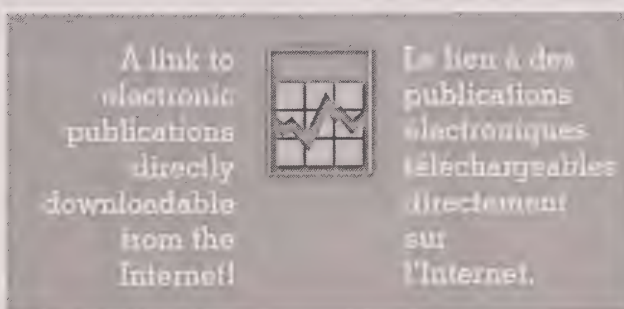 A link to
electronic
publications
directly
downloadable
from the
Internet!
Le lien à des
publications
électroniques
téléchargeables
directement
sur
l'Internet.